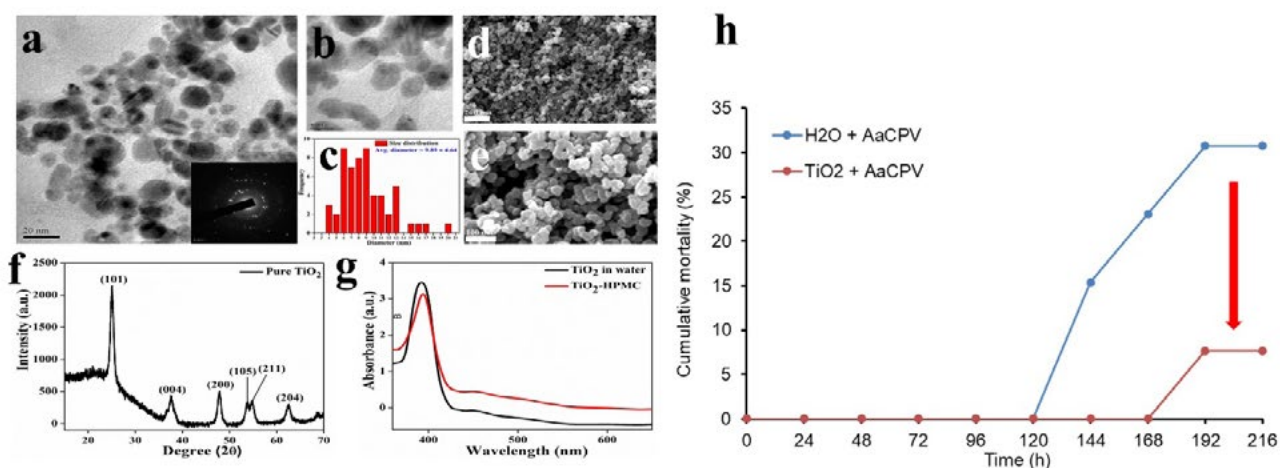 a
20 nm
b
c
Size distribution
Avg. diameter = 9.09 ± 4.64
Frequency
Diameter (nm)
d
e
f
Pure TiO2
Intensity (a.u.)
2500
2000
1500
1000
500
0
(101)
(004)
(200)
(105)
(211)
(204)
20 30 40 50 60 70
Degree (2θ)
g
TiO2 in water
TiO2-HPMC
B
Absorbance (a.u.)
4
3
2
1
0
400 500 600
Wavelength (nm)
h
H2O + AaCPV
TiO2 + AaCPV
Cumulative mortality (%)
40
35
30
25
20
15
10
5
0
0 24 48 72 96 120 144 168 192 216
Time (h)